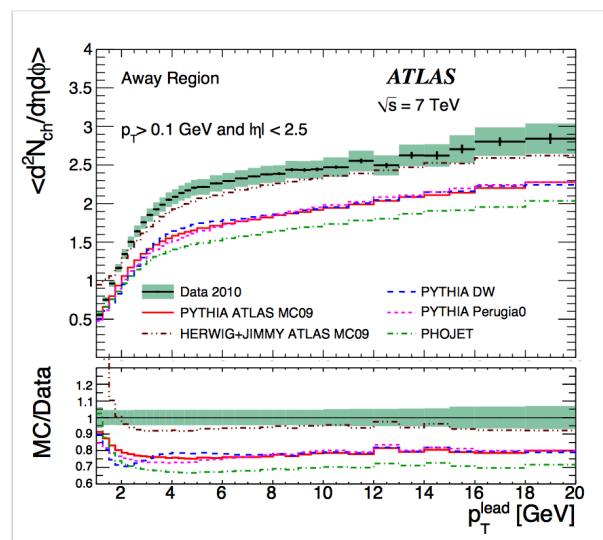 <d²N_ch/dηdϕ>
4
3.5
3
2.5
2
1.5
1
0.5
Away Region
ATLAS
√s = 7 TeV
p_T> 0.1 GeV and |η| < 2.5
Data 2010
PYTHIA ATLAS MC09
HERWIG+JIMMY ATLAS MC09
PYTHIA DW
PYTHIA Perugia0
PHOJET
MC/Data
1.2
1.1
1
0.9
0.8
0.7
0.6
2 4 6 8 10 12 14 16 18 20
p_T^lead [GeV]